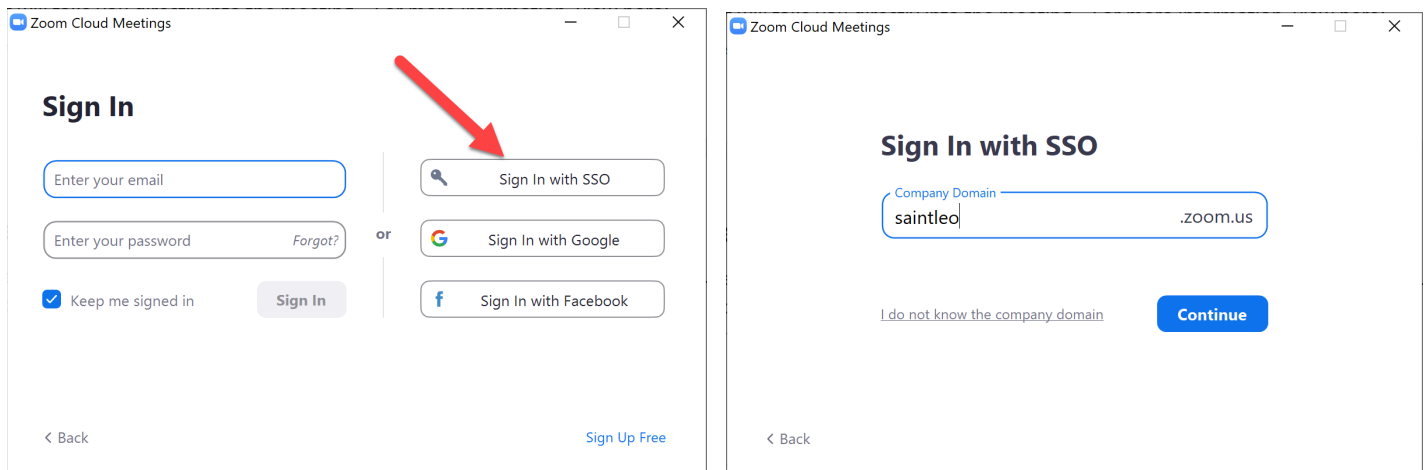 Zoom Cloud Meetings
Sign In
Enter your email
Enter your password
Forgot?
Keep me signed in
Sign In
or
Sign In with SSO
Sign In with Google
Sign In with Facebook
< Back
Sign Up Free
Zoom Cloud Meetings
Sign In with SSO
Company Domain
saintleo
.zoom.us
I do not know the company domain
Continue
< Back